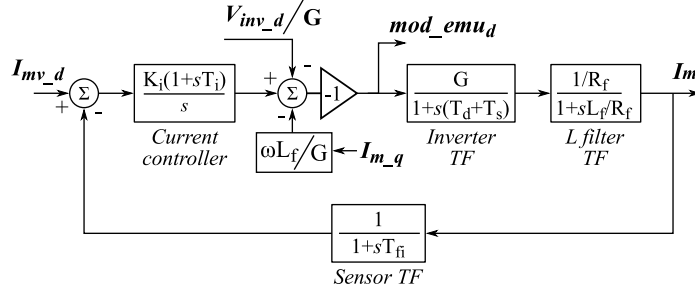 V_inv_d/G
mod_emu_d
I_mv_d
+
Σ
-
K_i(1+sT_i)
s
Current
controller
+
-
Σ
-
-1
G
1+s(T_d+T_s)
Inverter
TF
1/R_f
1+sL_f/R_f
L filter
TF
I_m
ωL_f/G
I_m_q
1
1+sT_fi
Sensor TF